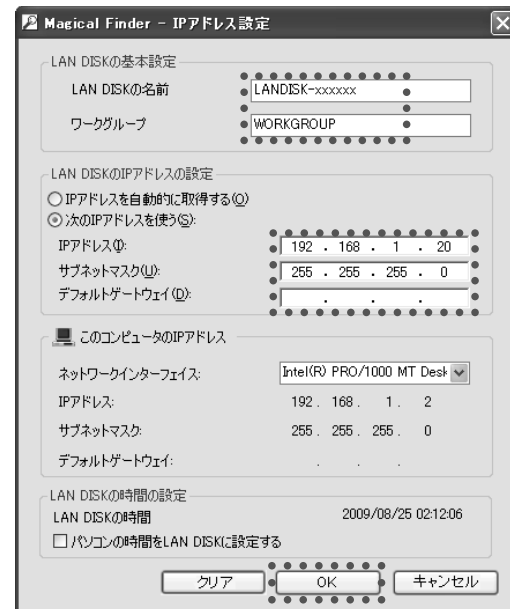 Magical Finder - IPアドレス設定
LAN DISKの基本設定
LAN DISKの名前 LANDISK-xxxxxx
ワークグループ WORKGROUP
LAN DISKのIPアドレスの設定
IPアドレスを自動的に取得する(O)
次のIPアドレスを使う(S):
IPアドレス(I): 192 . 168 . 1 . 20
サブネットマスク(U): 255 . 255 . 255 . 0
デフォルトゲートウェイ(D): . . .
このコンピュータのIPアドレス
ネットワークインターフェイス: Intel(R) PRO/1000 MT Desk
IPアドレス: 192 . 168 . 1 . 2
サブネットマスク: 255 . 255 . 255 . 0
デフォルトゲートウェイ: . . .
LAN DISKの時間の設定
LAN DISKの時間 2009/08/25 02:12:06
パソコンの時間をLAN DISKに設定する
クリア OK キャンセル